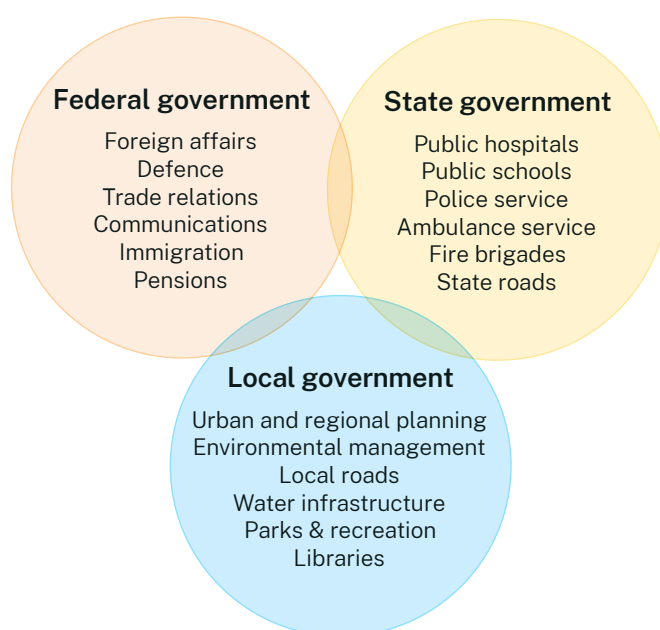 Federal government
Foreign affairs
Defence
Trade relations
Communications
Immigration
Pensions
State government
Public hospitals
Public schools
Police service
Ambulance service
Fire brigades
State roads
Local government
Urban and regional planning
Environmental management
Local roads
Water infrastructure
Parks & recreation
Libraries